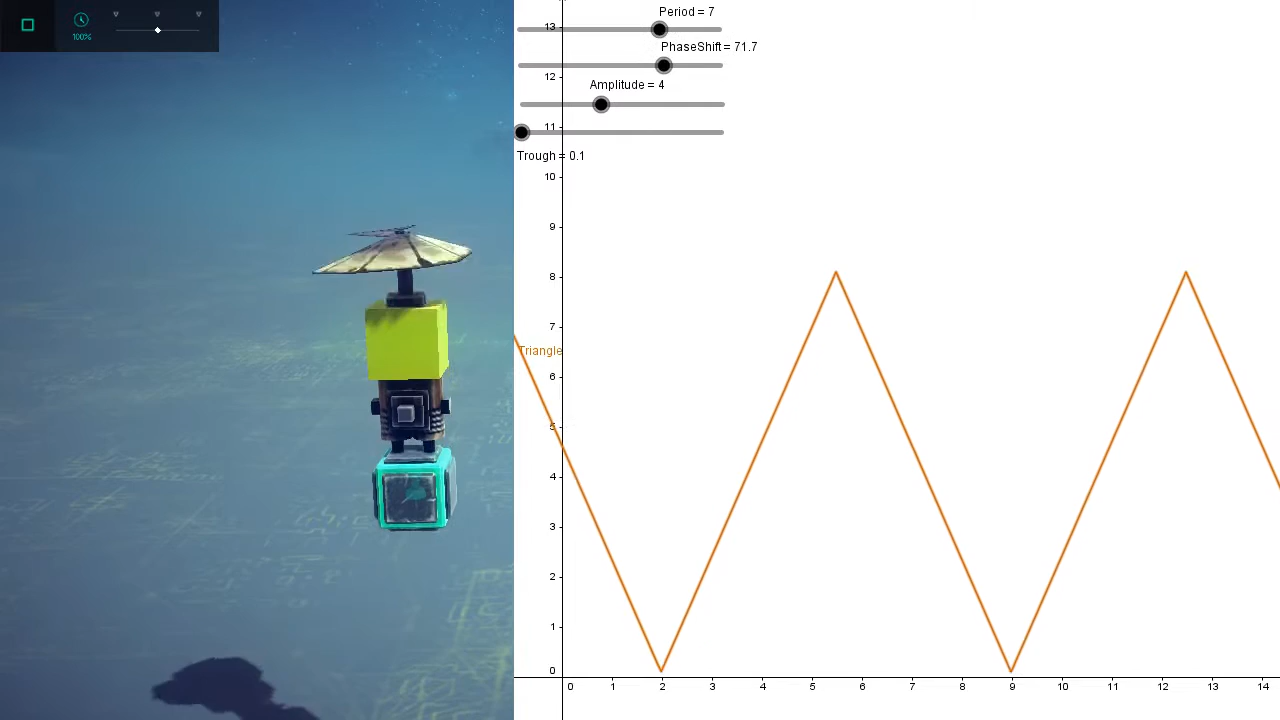 100%
Period = 7
PhaseShift = 71.7
Amplitude = 4
Trough = 0.1
Triangle
13
12
11
10
9
8
7
6
5
4
3
2
1
0
0 1 2 3 4 5 6 7 8 9 10 11 12 13 14